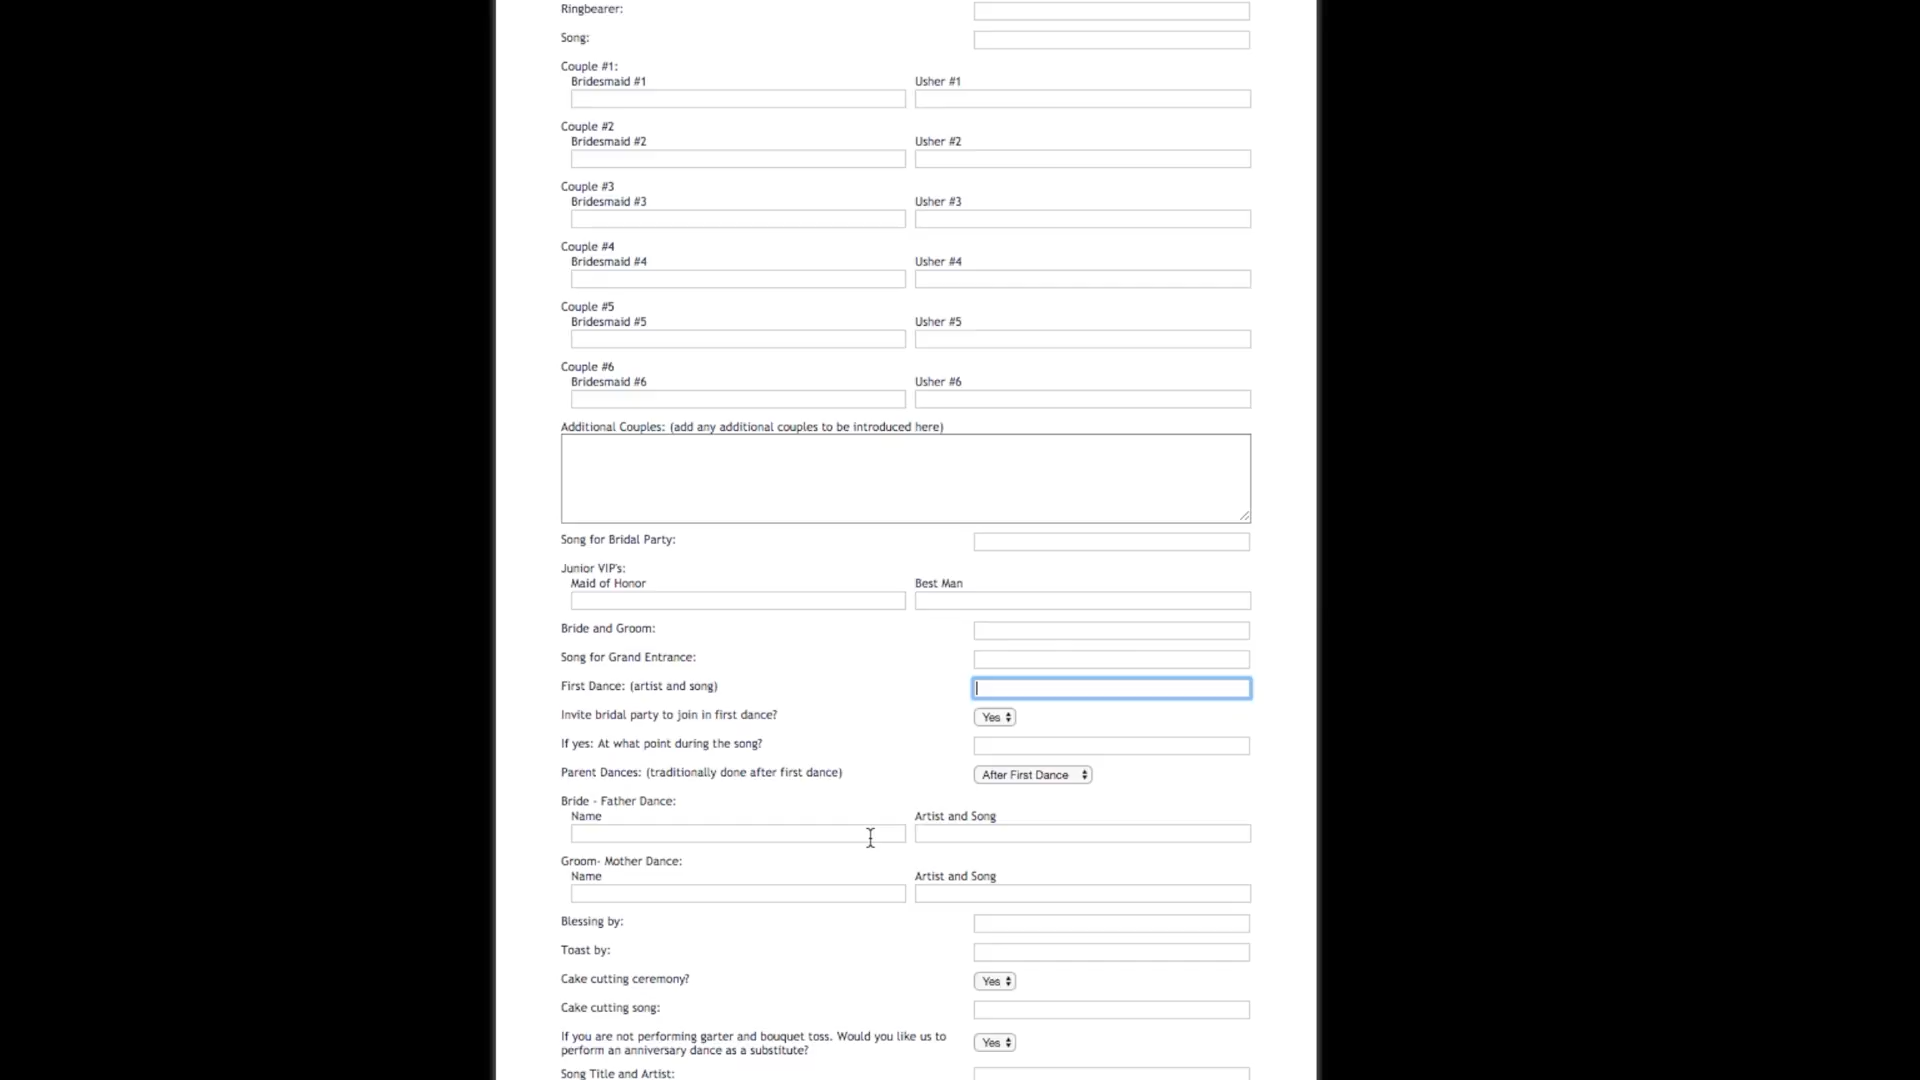 Ringbearer:
Song:
Couple #1:
Bridesmaid #1 Usher #1
Couple #2
Bridesmaid #2 Usher #2
Couple #3
Bridesmaid #3 Usher #3
Couple #4
Bridesmaid #4 Usher #4
Couple #5
Bridesmaid #5 Usher #5
Couple #6
Bridesmaid #6 Usher #6
Additional Couples: (add any additional couples to be introduced here)
Song for Bridal Party:
Junior VIP's:
Maid of Honor Best Man
Bride and Groom:
Song for Grand Entrance:
First Dance: (artist and song)
Invite bridal party to join in first dance? Yes
If yes: At what point during the song?
Parent Dances: (traditionally done after first dance) After First Dance
Bride - Father Dance:
Name Artist and Song
Groom- Mother Dance:
Name Artist and Song
Blessing by:
Toast by:
Cake cutting ceremony? Yes
Cake cutting song:
If you are not performing garter and bouquet toss. Would you like us to
perform an anniversary dance as a substitute? Yes
Song Title and Artist: